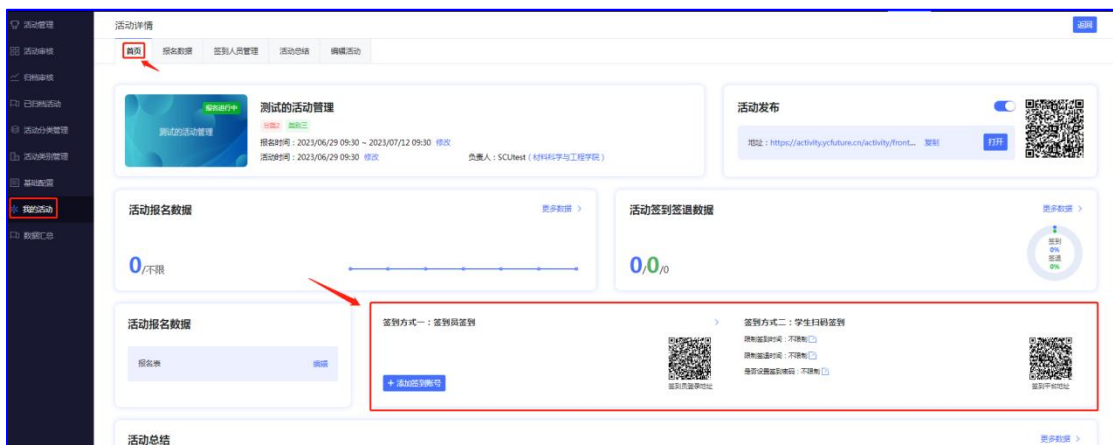 活动管理
活动审核
归档审核
已归档活动
活动分类管理
活动类别管理
基础配置
我的活动
数据汇总
活动详情
返回
首页 报名数据 签到人员管理 活动总结 编辑活动
报名进行中
测试的活动管理
测试的活动管理
分类2 类别三
报名时间：2023/06/29 09:30 ~ 2023/07/12 09:30 修改
活动时间：2023/06/29 09:30 修改 负责人：SCUtest（材料科学与工程学院）
活动发布
地址：https://activity.ycfuture.cn/activity/front... 复制 打开
活动报名数据 更多数据 >
0/不限
活动签到签退数据 更多数据 >
0/0/0
签到
0%
签退
0%
活动报名数据
报名表 编辑
签到方式一：签到员签到 >
+ 添加签到账号
签到员登录地址
签到方式二：学生扫码签到
限制签到时间：不限制
限制签退时间：不限制
是否设置签到密码：不限制
签到平台地址
活动总结 更多数据 >